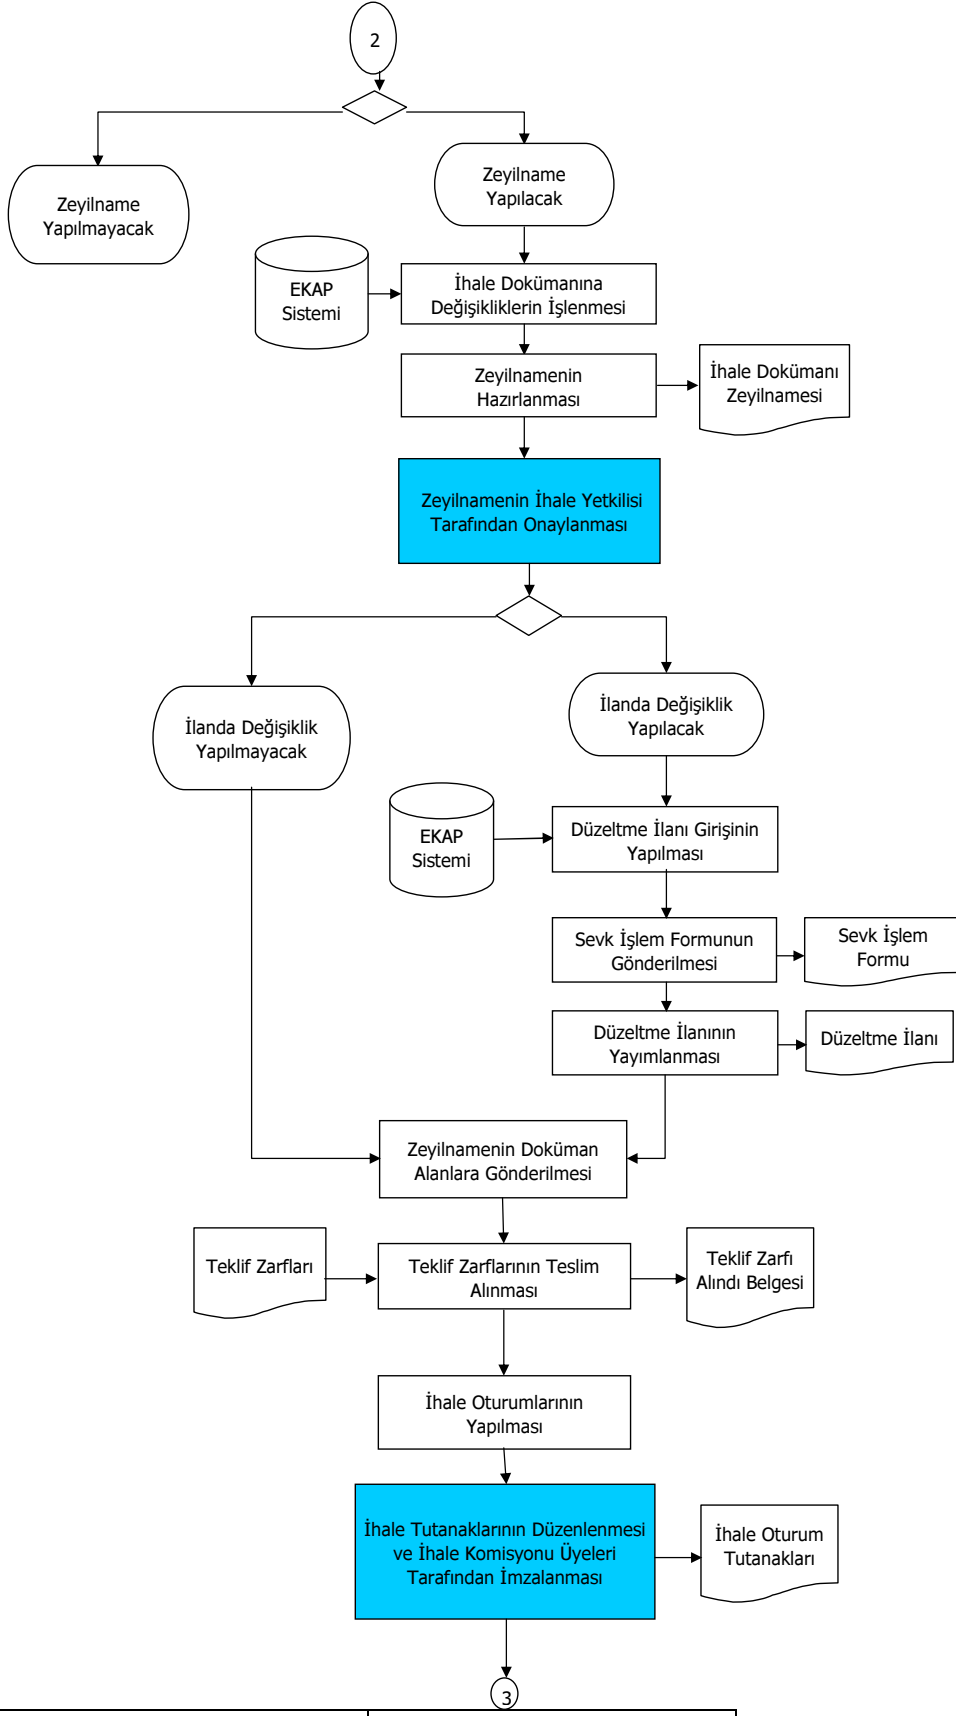 2
Zeyilname
Yapılmayacak
Zeyilname
Yapılacak
EKAP
Sistemi
İhale Dokümanına
Değişikliklerin İşlenmesi
Zeyilnamenin
Hazırlanması
İhale Dokümanı
Zeyilnamesi
Zeyilnamenin İhale Yetkilisi
Tarafından Onaylanması
İlanda Değişiklik
Yapılmayacak
İlanda Değişiklik
Yapılacak
EKAP
Sistemi
Düzeltme İlanı Girişinin
Yapılması
Sevk İşlem Formunun
Gönderilmesi
Sevk İşlem
Formu
Düzeltme İlanının
Yayımlanması
Düzeltme İlanı
Zeyilnamenin Doküman
Alanlara Gönderilmesi
Teklif Zarfları
Teklif Zarflarının Teslim
Alınması
Teklif Zarfı
Alındı Belgesi
İhale Oturumlarının
Yapılması
İhale Tutanaklarının Düzenlenmesi
ve İhale Komisyonu Üyeleri
Tarafından İmzalanması
İhale Oturum
Tutanakları
3